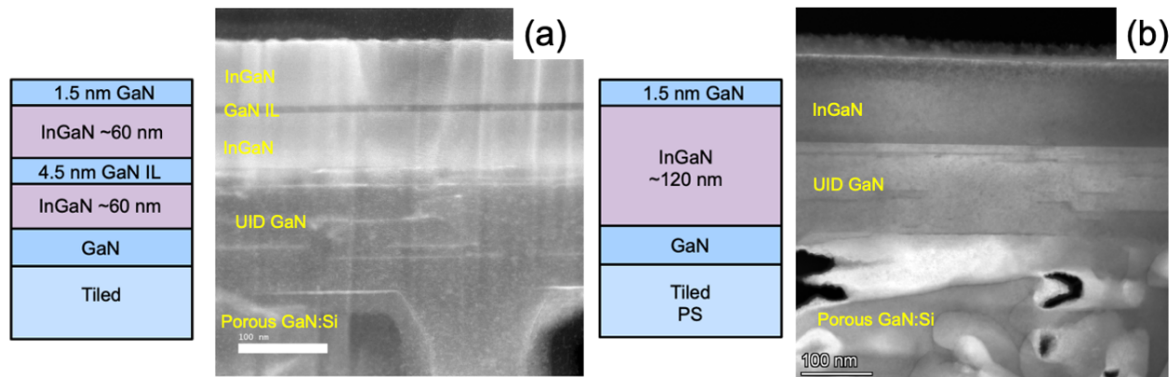 (a)
1.5 nm GaN
InGaN ~60 nm
4.5 nm GaN IL
InGaN ~60 nm
GaN
Tiled
InGaN
GaN IL
InGaN
UID GaN
Porous GaN:Si
100 nm
(b)
1.5 nm GaN
InGaN
~120 nm
GaN
Tiled
PS
InGaN
UID GaN
Porous GaN:Si
100 nm